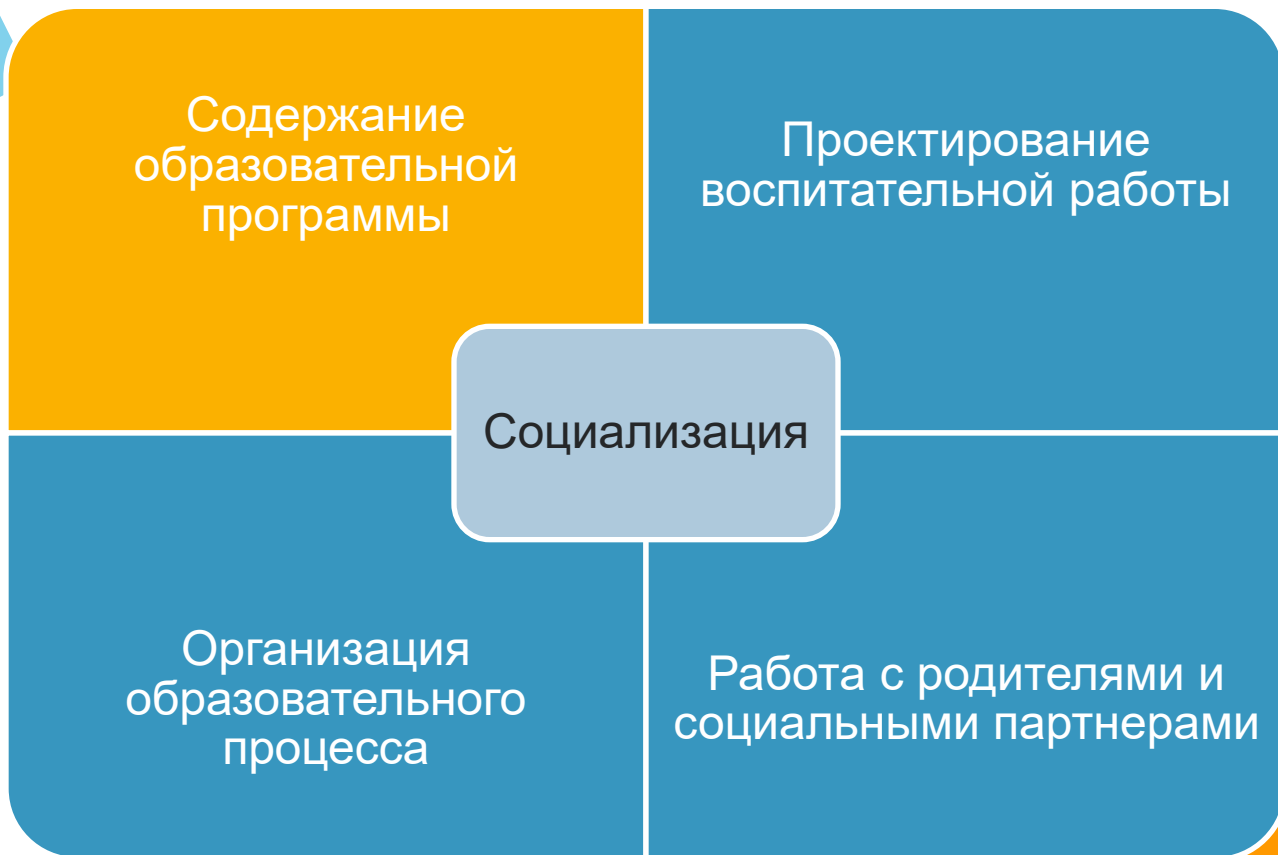 Содержание
образовательной
программы
Проектирование
воспитательной работы
Социализация
Организация
образовательного
процесса
Работа с родителями и
социальными партнерами